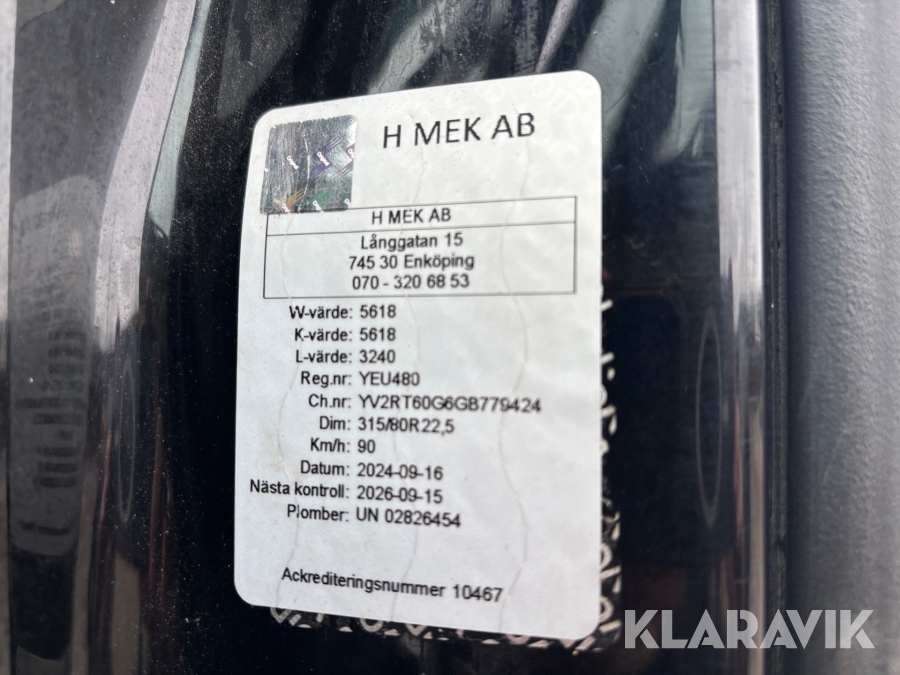 H MEK AB
H MEK AB
Långgatan 15
745 30 Enköping
070 - 320 68 53
W-värde: 5618
K-värde: 5618
L-värde: 3240
Reg.nr: YEU480
Ch.nr: YV2RT60G6GB779424
Dim: 315/80R22,5
Km/h: 90
Datum: 2024-09-16
Nästa kontroll: 2026-09-15
Plomber: UN 02826454
Ackrediteringsnummer 10467
KLARAVIK